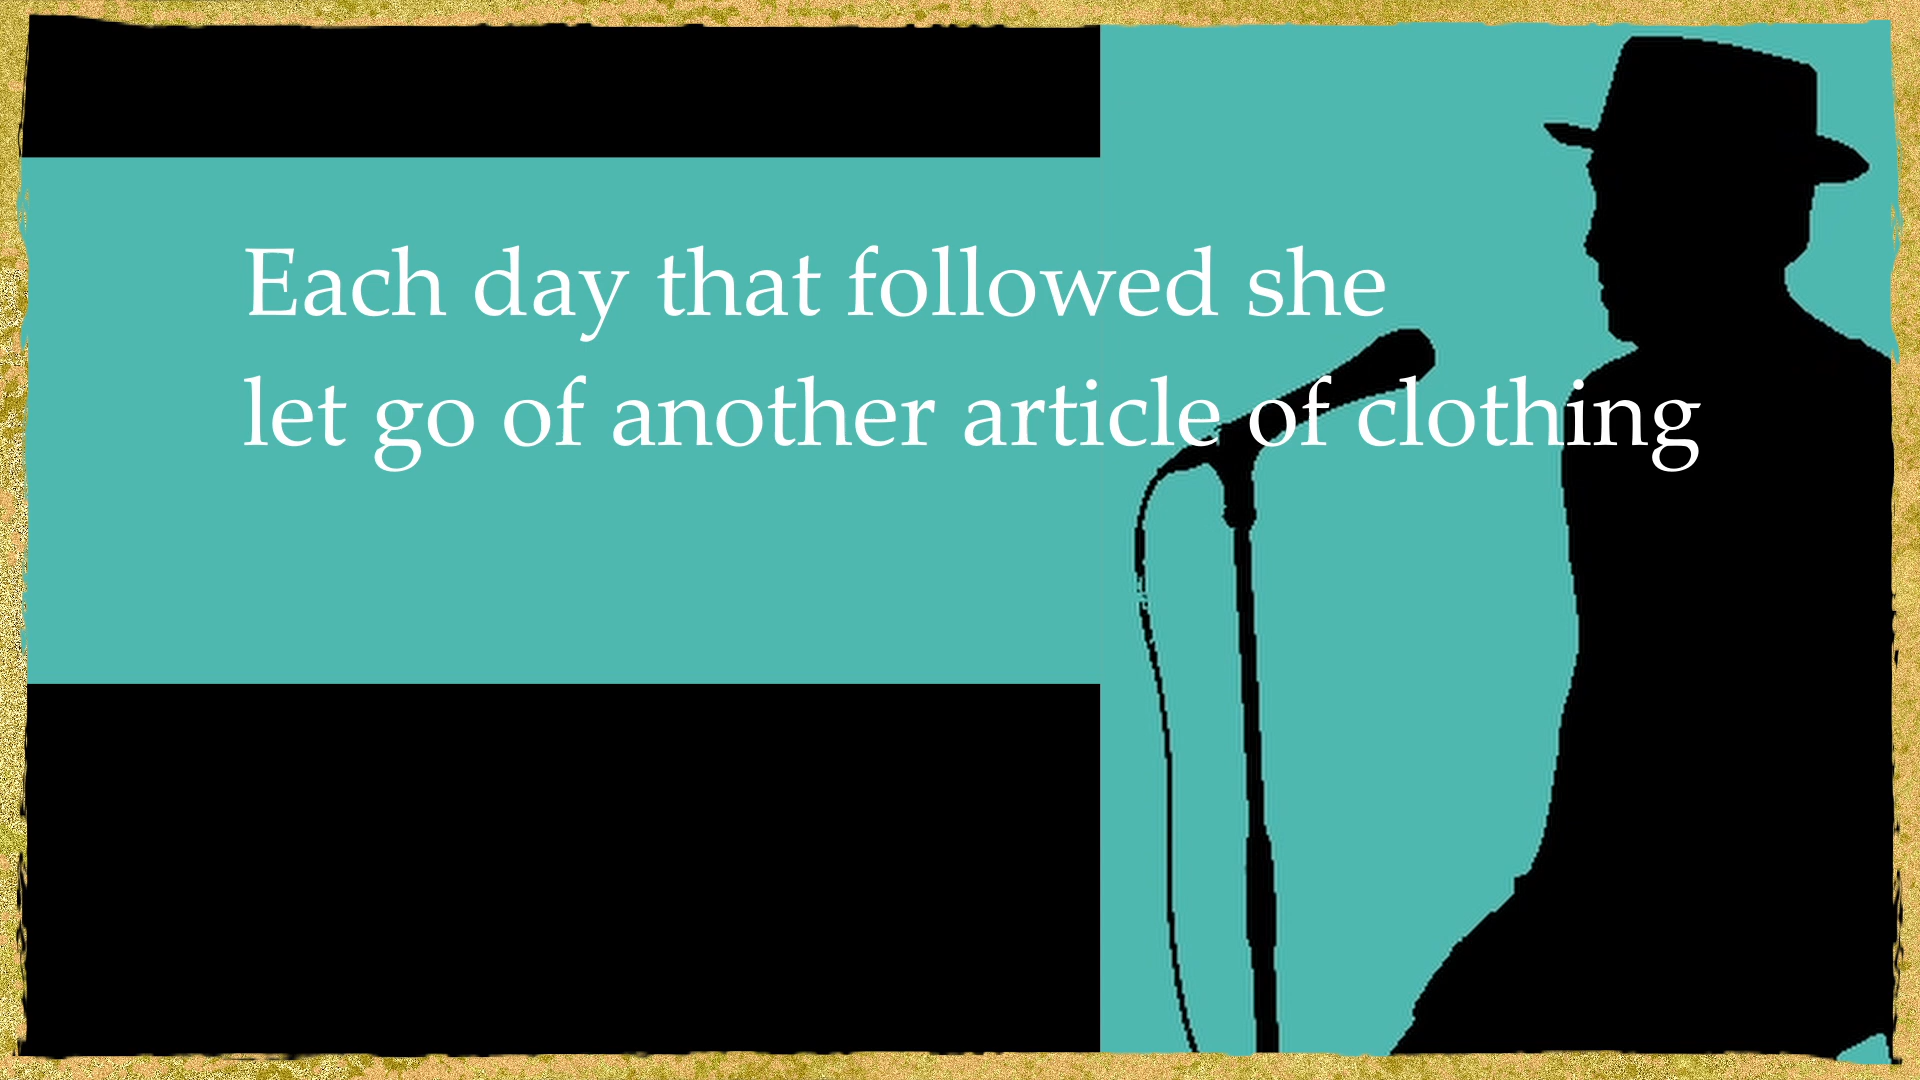 Each day that followed she
let go of another article of clothing